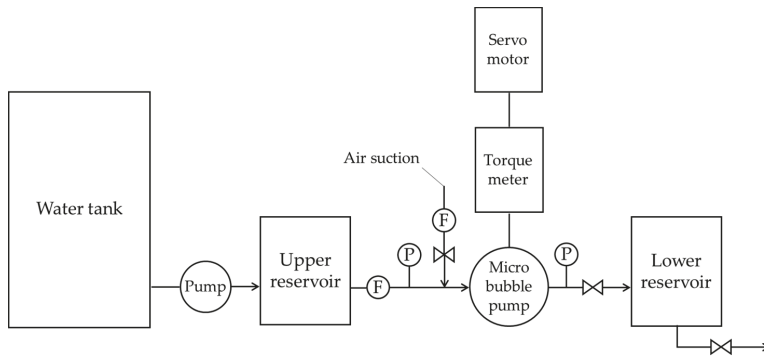 Servo
motor
Air suction
Torque
meter
Water tank
F
Upper
reservoir
P
P
Lower
reservoir
Micro
bubble
pump
Pump
F